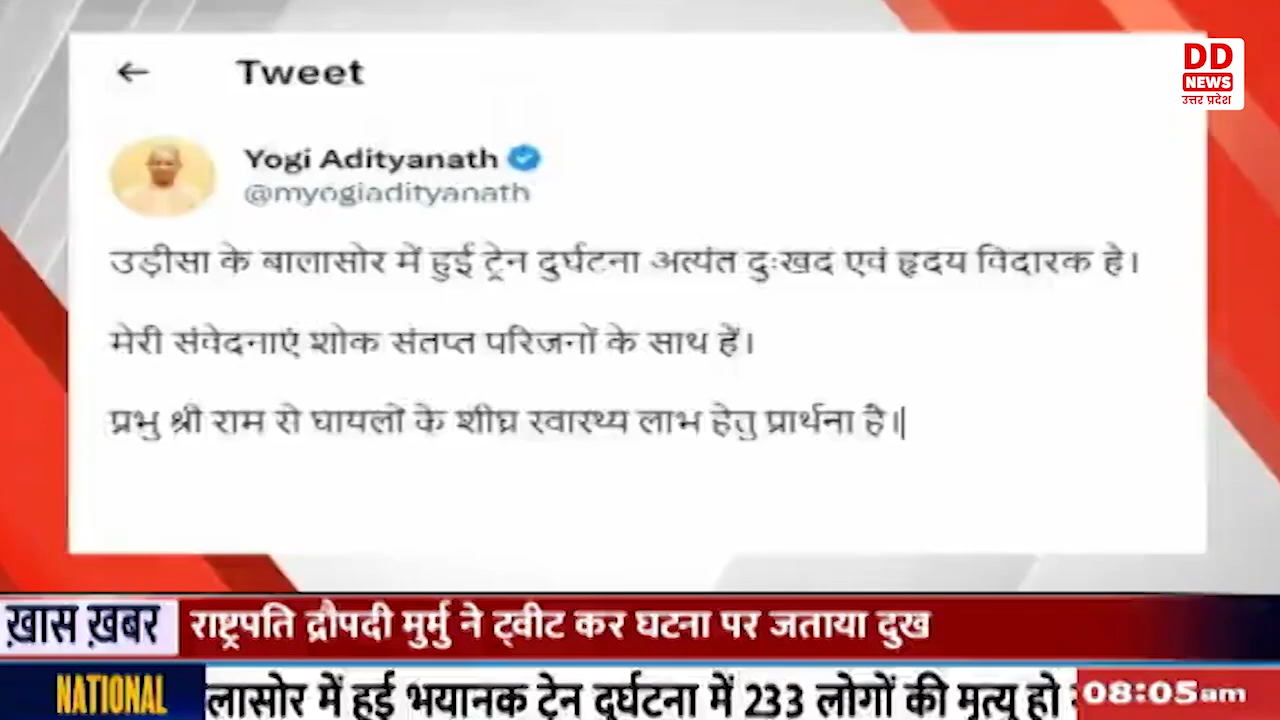 DD
NEWS
उत्तर प्रदेश
Tweet
Yogi Adityanath
@myogiadityanath
उड़ीसा के बालासोर में हुई ट्रेन दुर्घटना अत्यंत दुःखद एवं हृदय विदारक है।
मेरी संवेदनाएं शोक संतप्त परिजनों के साथ हैं।
प्रभु श्री राम से घायलों के शीघ्र स्वास्थ्य लाभ हेतु प्रार्थना है।
ख़ास ख़बर
राष्ट्रपति द्रौपदी मुर्मु ने ट्वीट कर घटना पर जताया दुख
NATIONAL
लासोर में हुई भयानक ट्रेन दुर्घटना में 233 लोगों की मृत्यु हो
08:05am